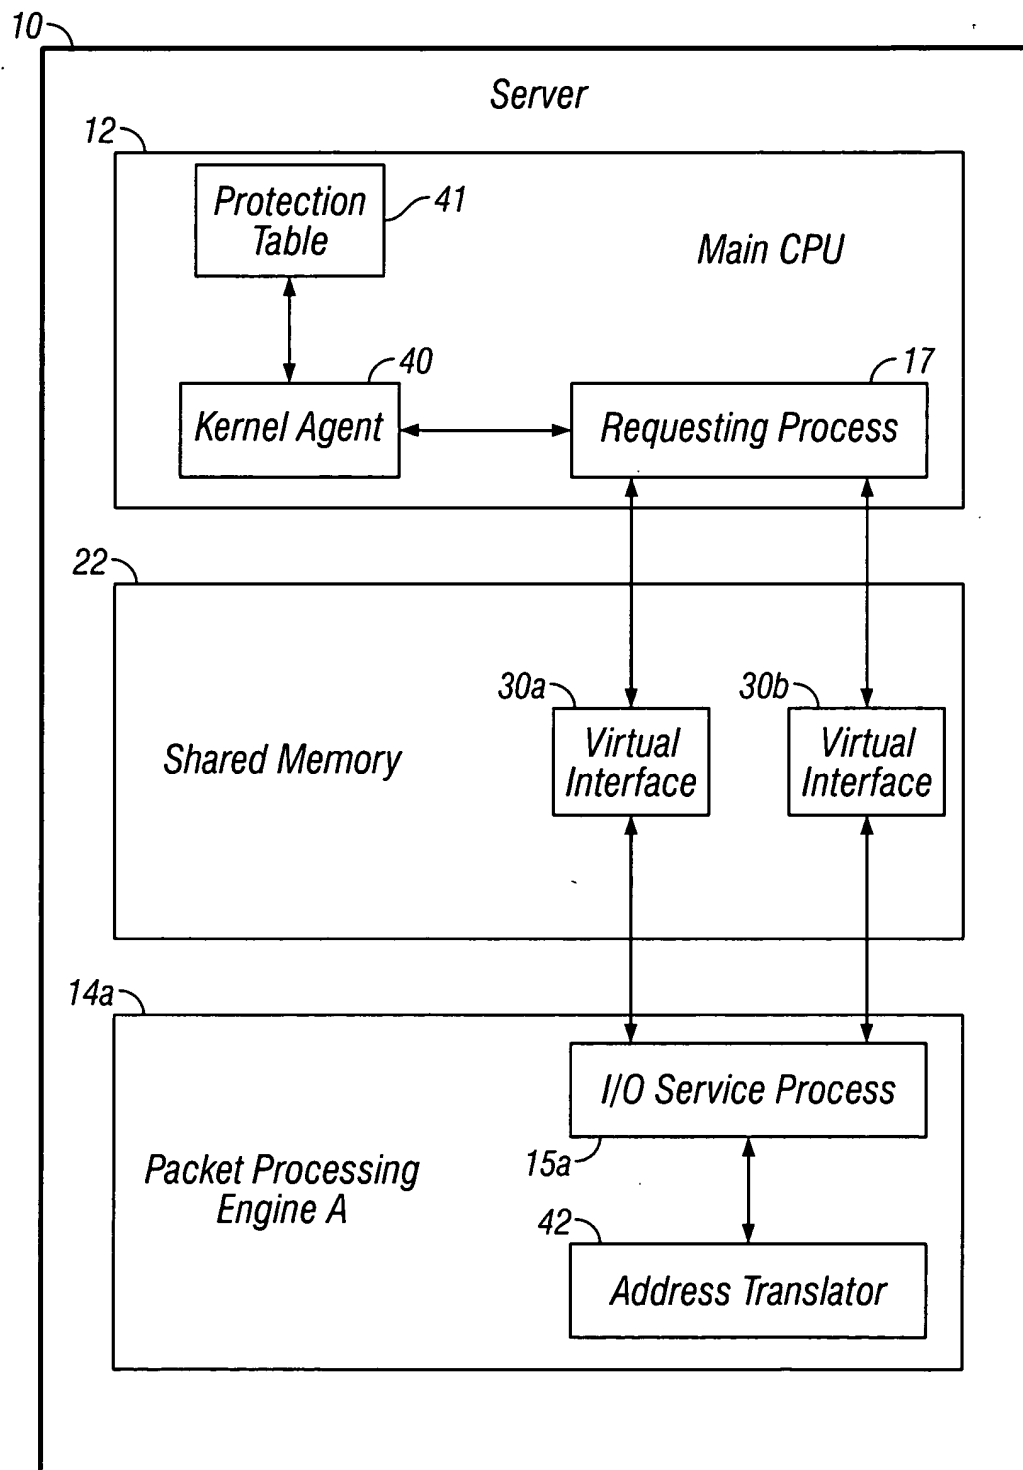 10
Server
12
Protection
Table
41
Main CPU
40
17
Kernel Agent
Requesting Process
22
30a
30b
Virtual
Interface
Virtual
Interface
Shared Memory
14a
I/O Service Process
15a
Packet Processing
Engine A
42
Address Translator